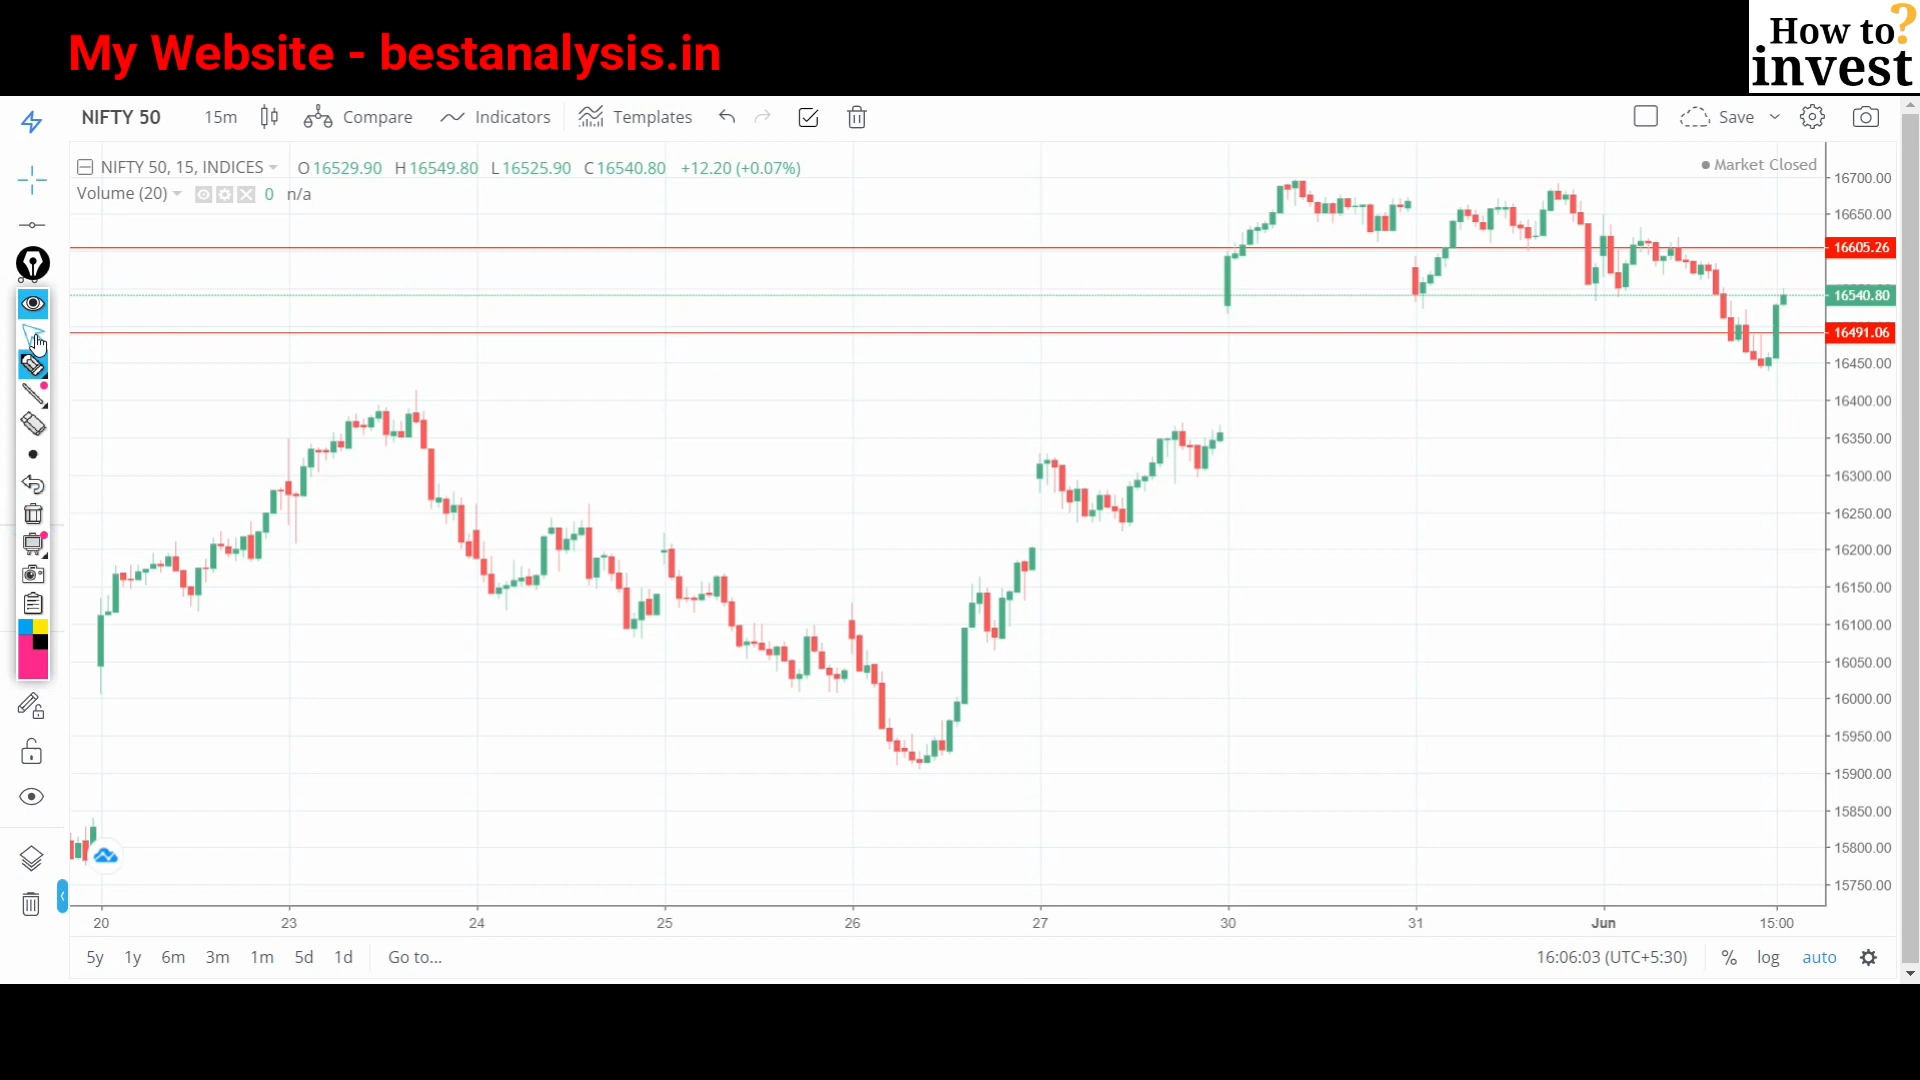 My Website - bestanalysis.in
How to?
invest
NIFTY 50 15m Compare Indicators Templates Save
NIFTY 50, 15, INDICES O16529.90 H16549.80 L16525.90 C16540.80 +12.20 (+0.07%)
Market Closed
Volume (20) 0 n/a
16700.00
16650.00
16605.26
16540.80
16491.06
16450.00
16400.00
16350.00
16300.00
16250.00
16200.00
16150.00
16100.00
16050.00
16000.00
15950.00
15900.00
15850.00
15800.00
15750.00
20 23 24 25 26 27 30 31 Jun 15:00
5y 1y 6m 3m 1m 5d 1d Go to... 16:06:03 (UTC+5:30) % log auto